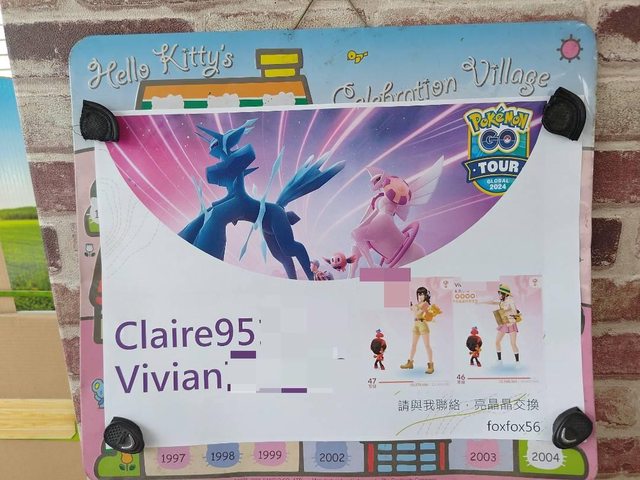 Hello Kitty's
Celebration Village
POKÉMON
GO
TOUR
GLOBAL
2024
Claire95
Vivian
47
46
請與我聯絡，亮晶晶交換
foxfox56
1997
1998
1999
2002
2003
2004